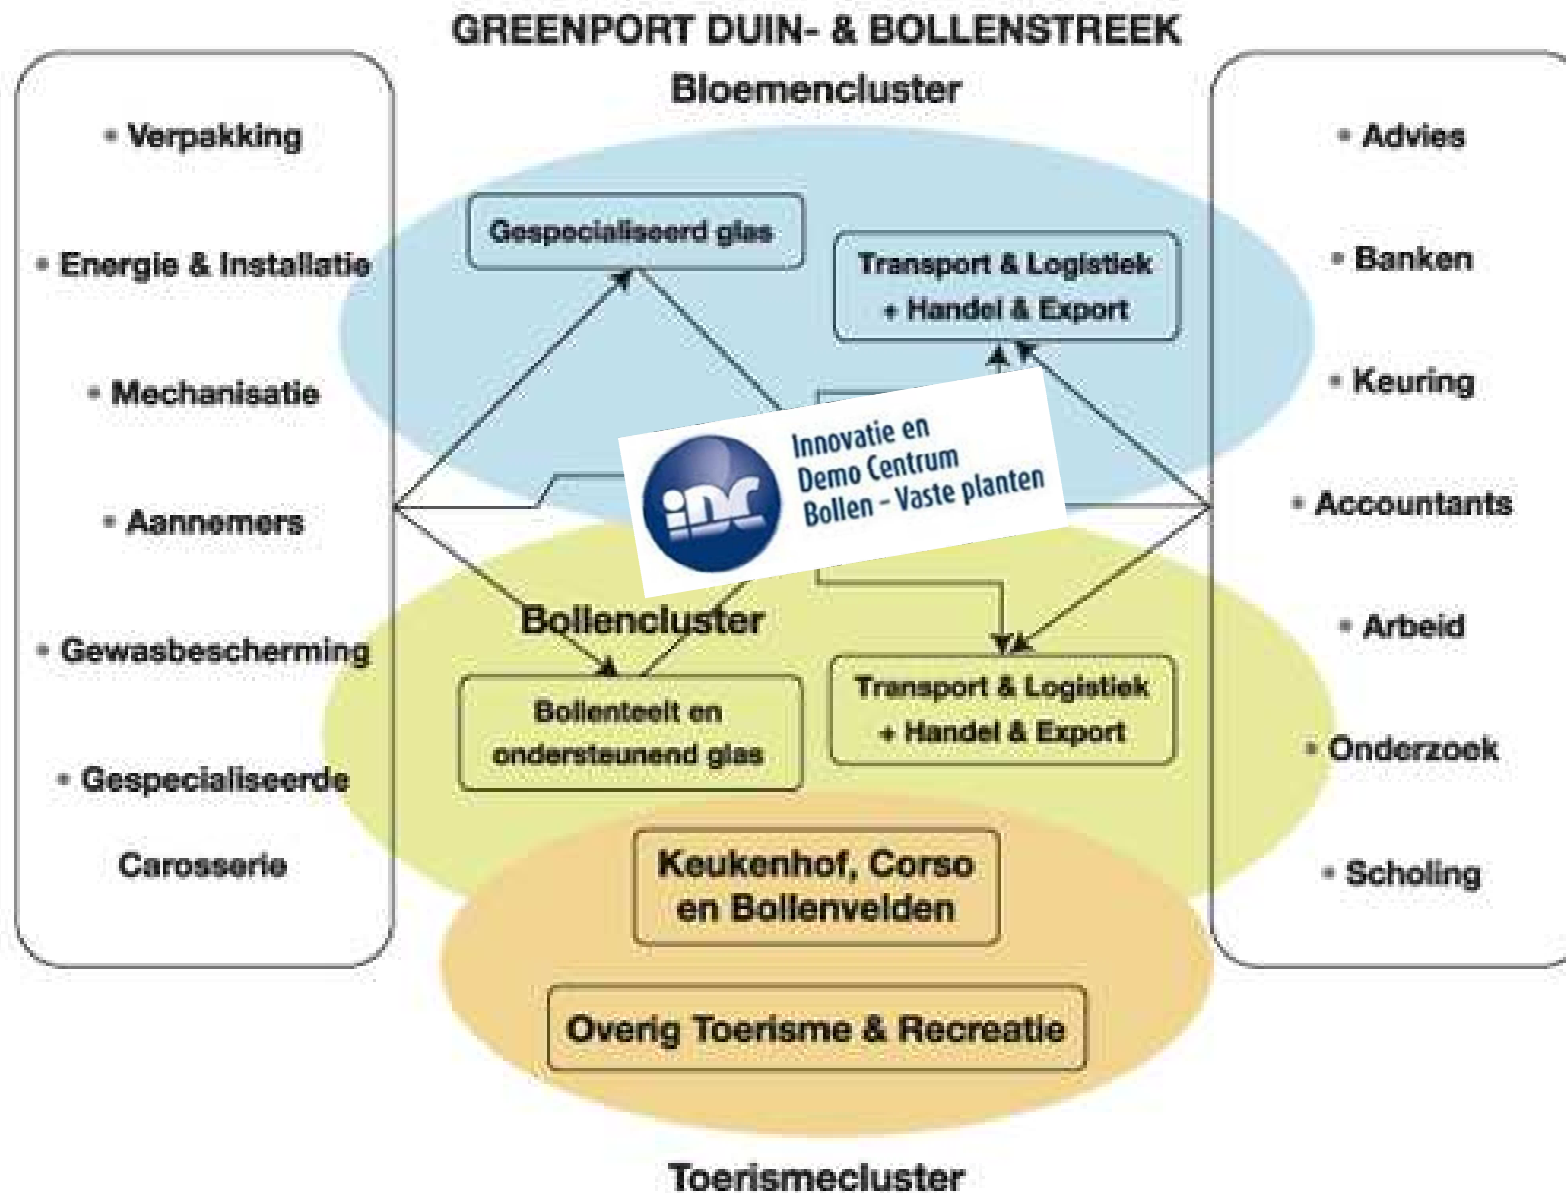 GREENPORT DUIN- & BOLLENSTREEK
Bloemencluster
• Verpakking
• Energie & Installatie
• Mechanisatie
• Aannemers
• Gewasbescherming
• Gespecialiseerde
Carosserie
Gespecialiseerd glas
Transport & Logistiek
+ Handel & Export
idc
Innovatie en
Demo Centrum
Bollen - Vaste planten
Bollencluster
Bollenteelt en
ondersteunend glas
Transport & Logistiek
+ Handel & Export
Keukenhof, Corso
en Bollenvelden
Overig Toerisme & Recreatie
Toerismecluster
• Advies
• Banken
• Keuring
• Accountants
• Arbeid
• Onderzoek
• Scholing